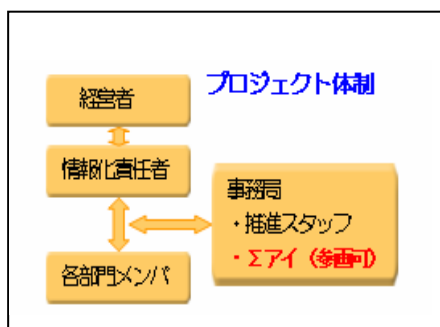 プロジェクト体制
経営者
情報化責任者
事務局
・推進スタッフ
・Σアイ（参画可）
各部門メンバ